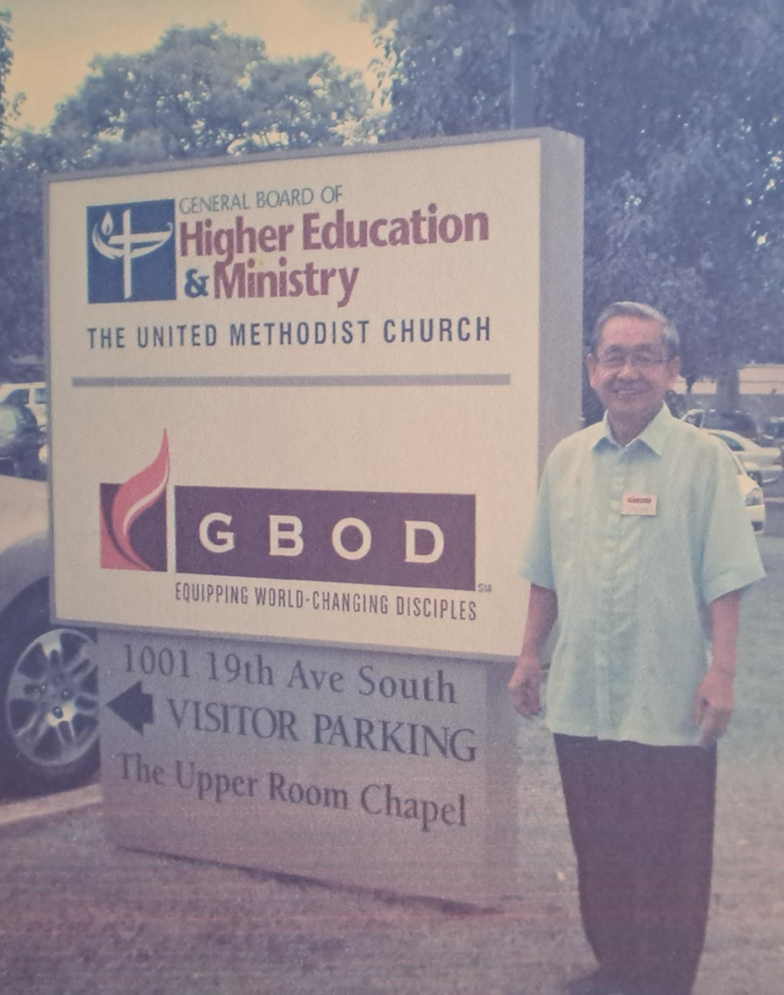 GENERAL BOARD OF
Higher Education
& Ministry
THE UNITED METHODIST CHURCH
GBOD
SM
EQUIPPING WORLD-CHANGING DISCIPLES
1001 19th Ave South
VISITOR PARKING
The Upper Room Chapel